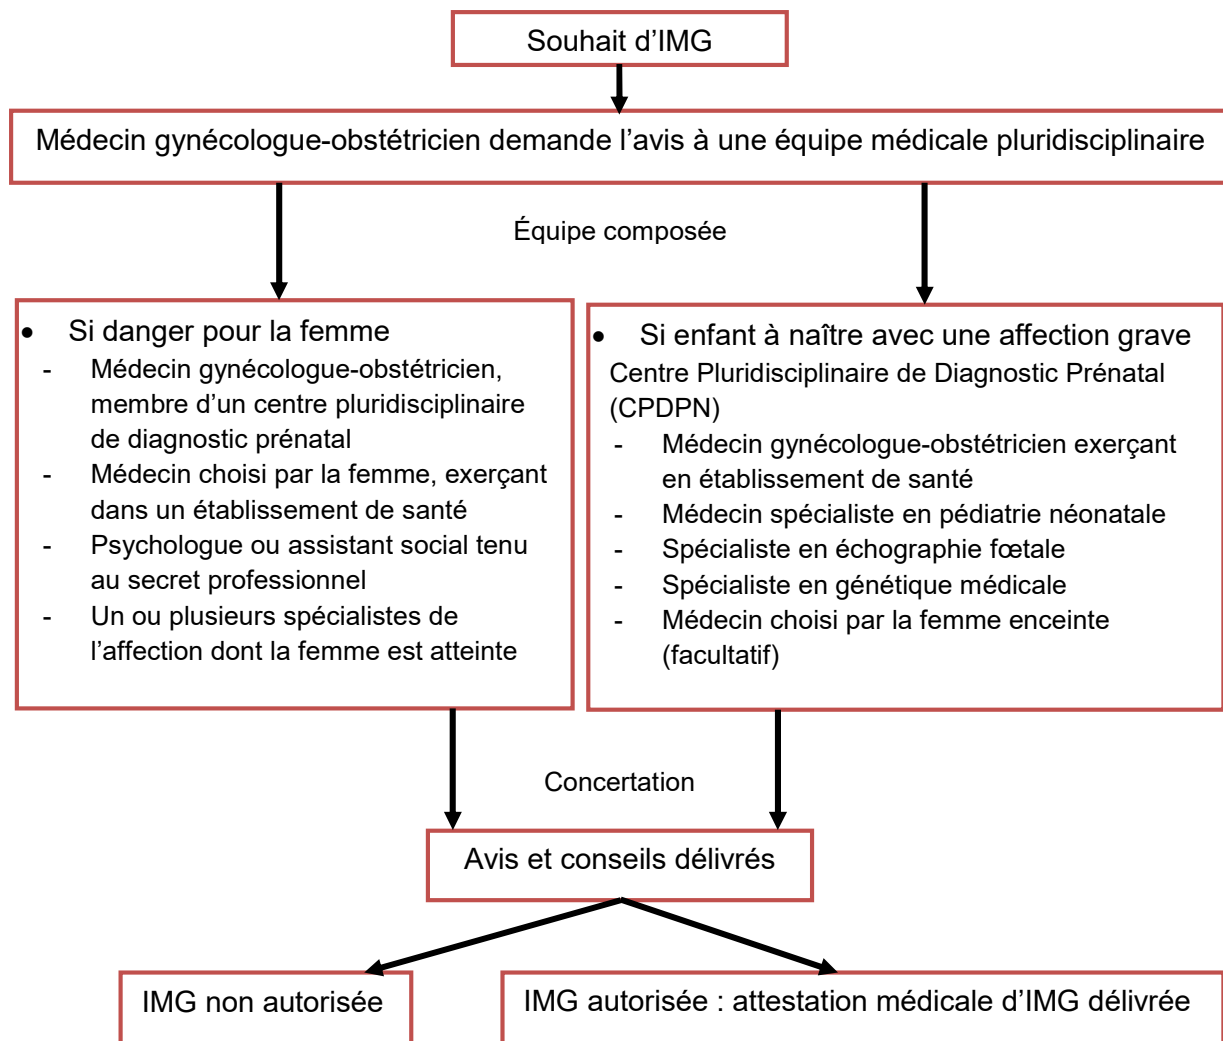 Souhait d’IMG
Médecin gynécologue-obstétricien demande l’avis à une équipe médicale pluridisciplinaire
Équipe composée
• Si danger pour la femme
- Médecin gynécologue-obstétricien,
membre d’un centre pluridisciplinaire
de diagnostic prénatal
- Médecin choisi par la femme, exerçant
dans un établissement de santé
- Psychologue ou assistant social tenu
au secret professionnel
- Un ou plusieurs spécialistes de
l’affection dont la femme est atteinte
• Si enfant à naître avec une affection grave
Centre Pluridisciplinaire de Diagnostic Prénatal
(CPDPN)
- Médecin gynécologue-obstétricien exerçant
en établissement de santé
- Médecin spécialiste en pédiatrie néonatale
- Spécialiste en échographie fœtale
- Spécialiste en génétique médicale
- Médecin choisi par la femme enceinte
(facultatif)
Concertation
Avis et conseils délivrés
IMG non autorisée
IMG autorisée : attestation médicale d’IMG délivrée